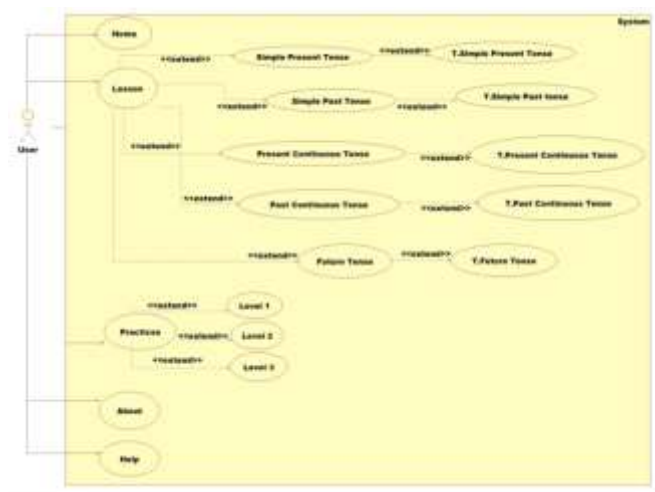 System
Home
<<extend>> Simple Present Tense <<extend>> T.Simple Present Tense
Lesson
<<extend>> Simple Past Tense <<extend>> T.Simple Past tense
User
<<extend>> Present Continuous Tense <<extend>> T.Present Continuous Tense
<<extend>> Past Continuous Tense <<extend>> T.Past Continuous Tense
<<extend>> Future Tense <<extend>> T.Future Tense
<<extend>> Level 1
Practices <<extend>> Level 2
<<extend>> Level 3
About
Help